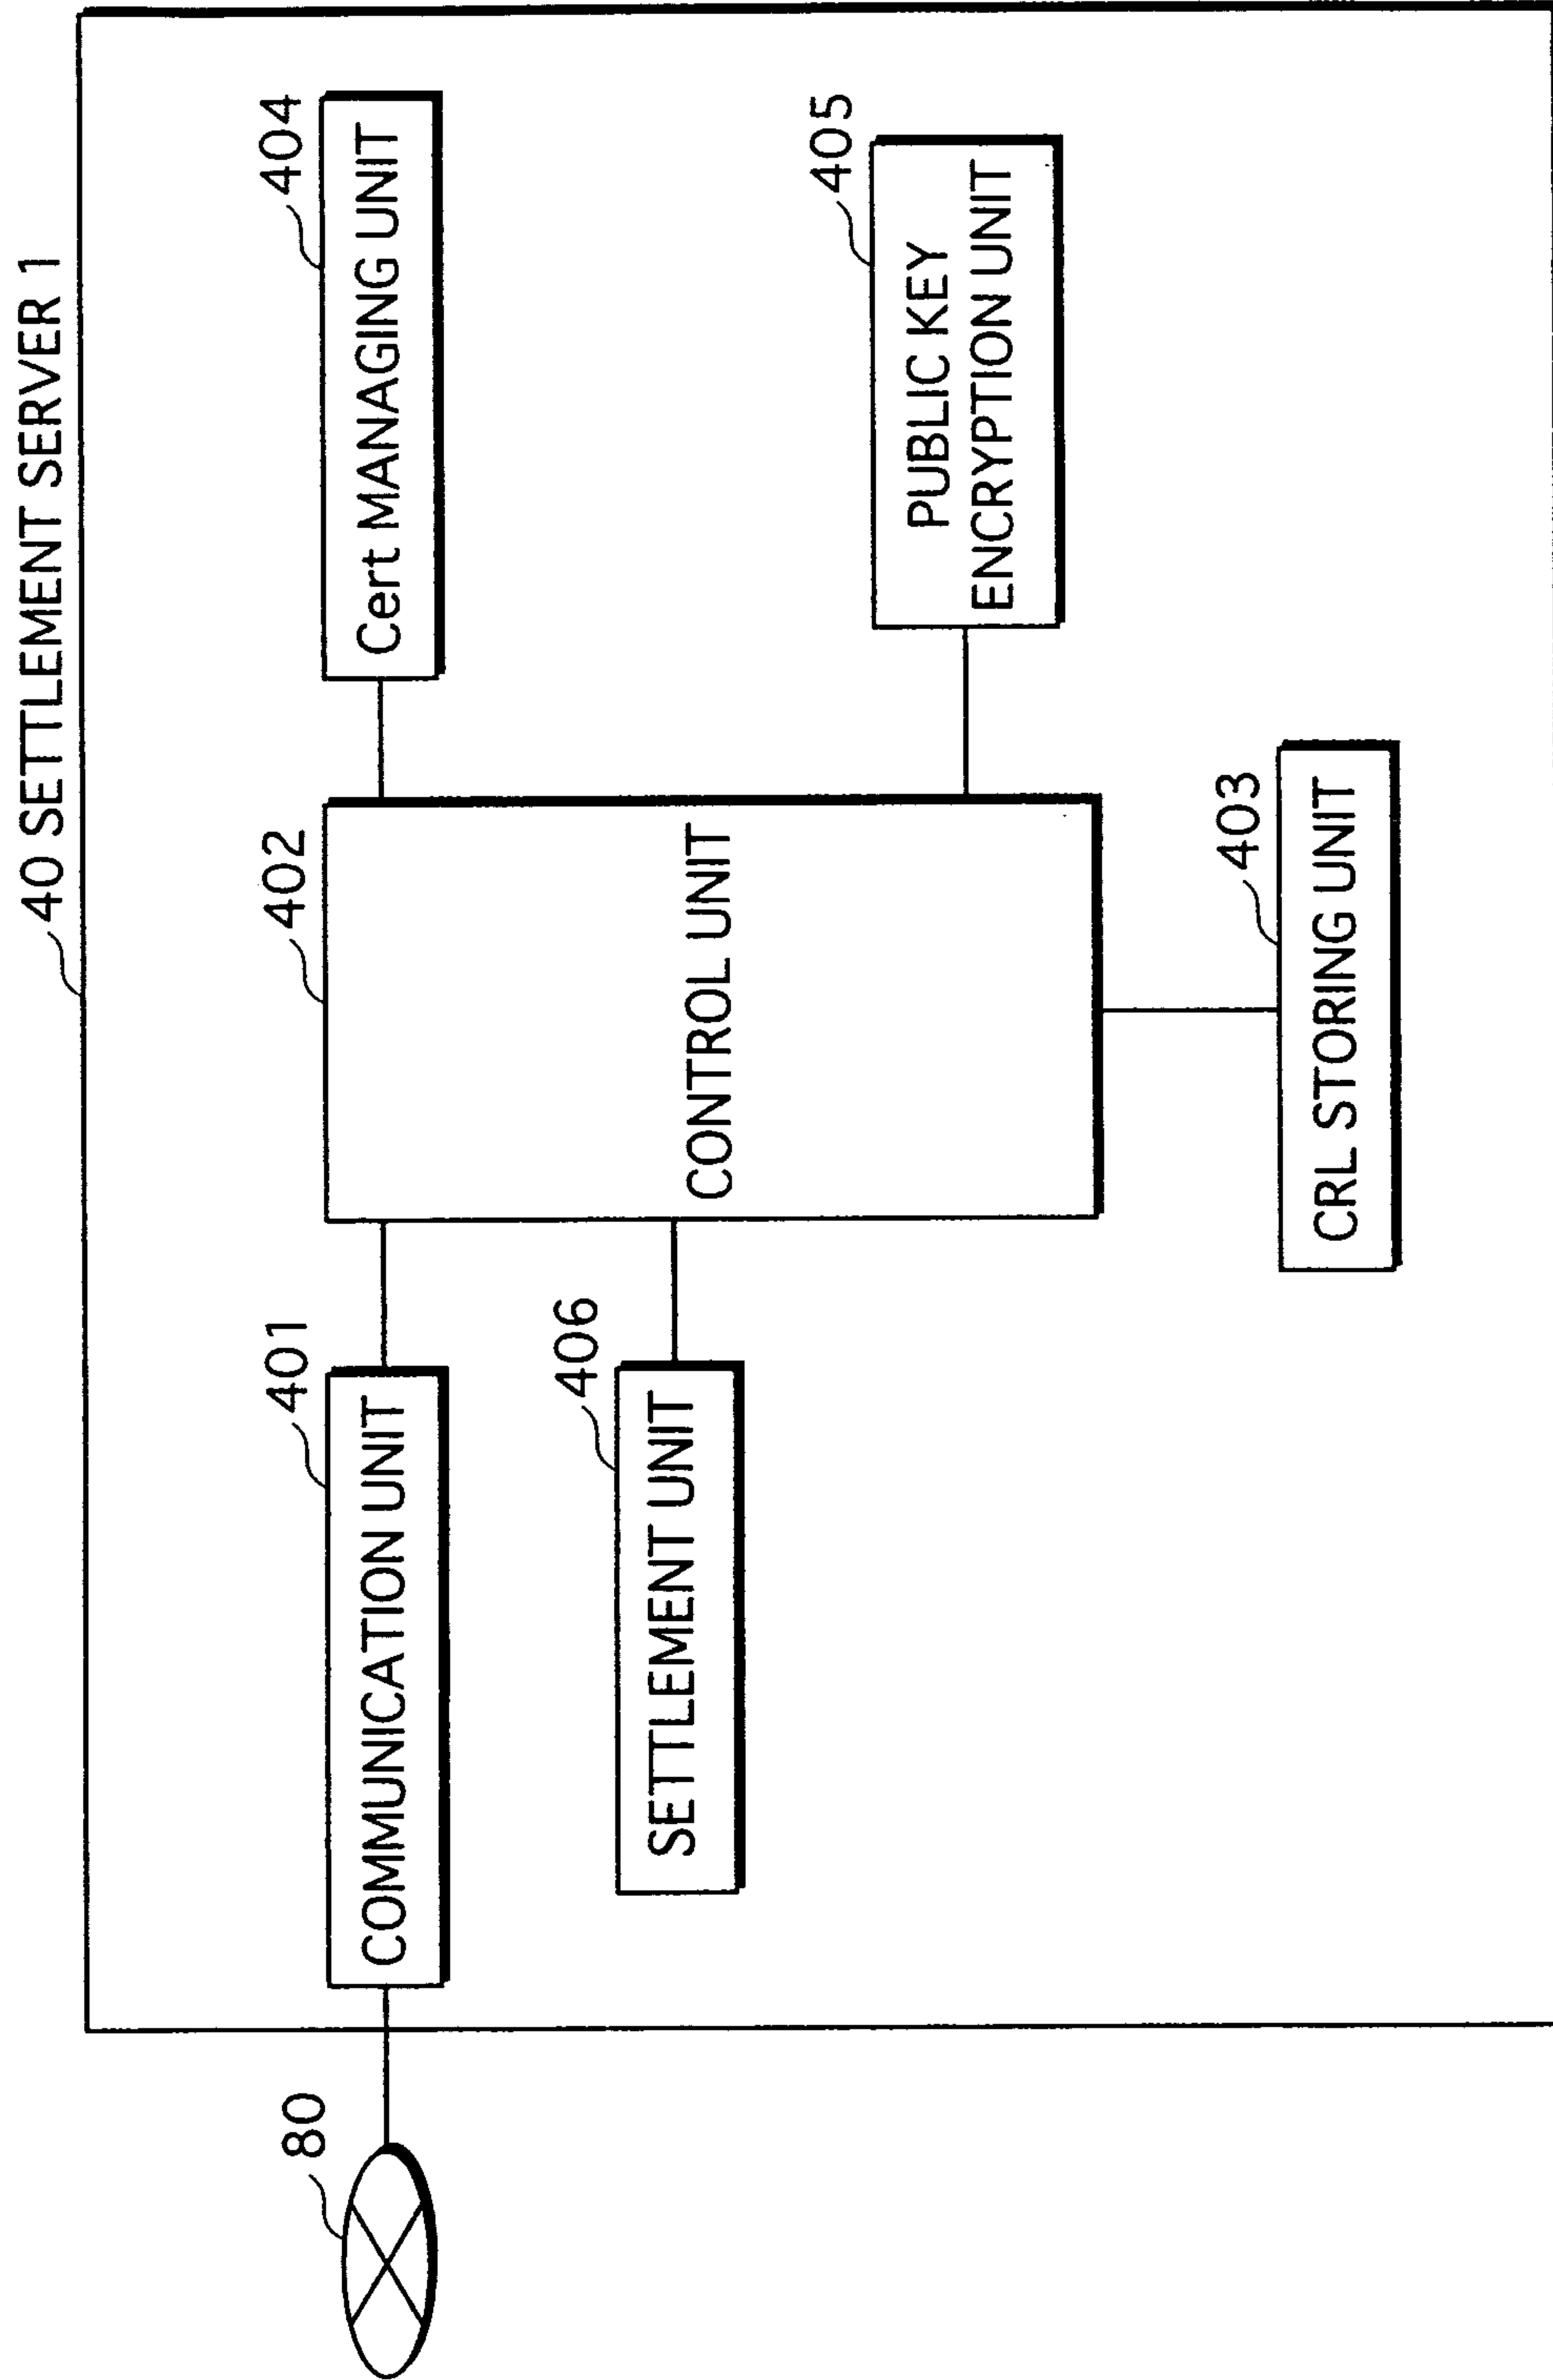 40 SETTLEMENT SERVER 1
80
401
COMMUNICATION UNIT
402
CONTROL UNIT
404
Cert MANAGING UNIT
406
SETTLEMENT UNIT
405
PUBLIC KEY
ENCRYPTION UNIT
403
CRL STORING UNIT